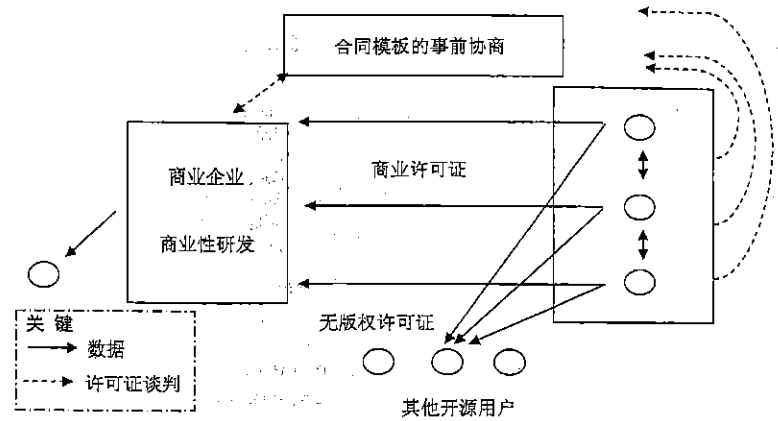 合同模板的事前协商
商业企业
商业许可证
商业性研发
无版权许可证
关键
数据
许可证谈判
其他开源用户